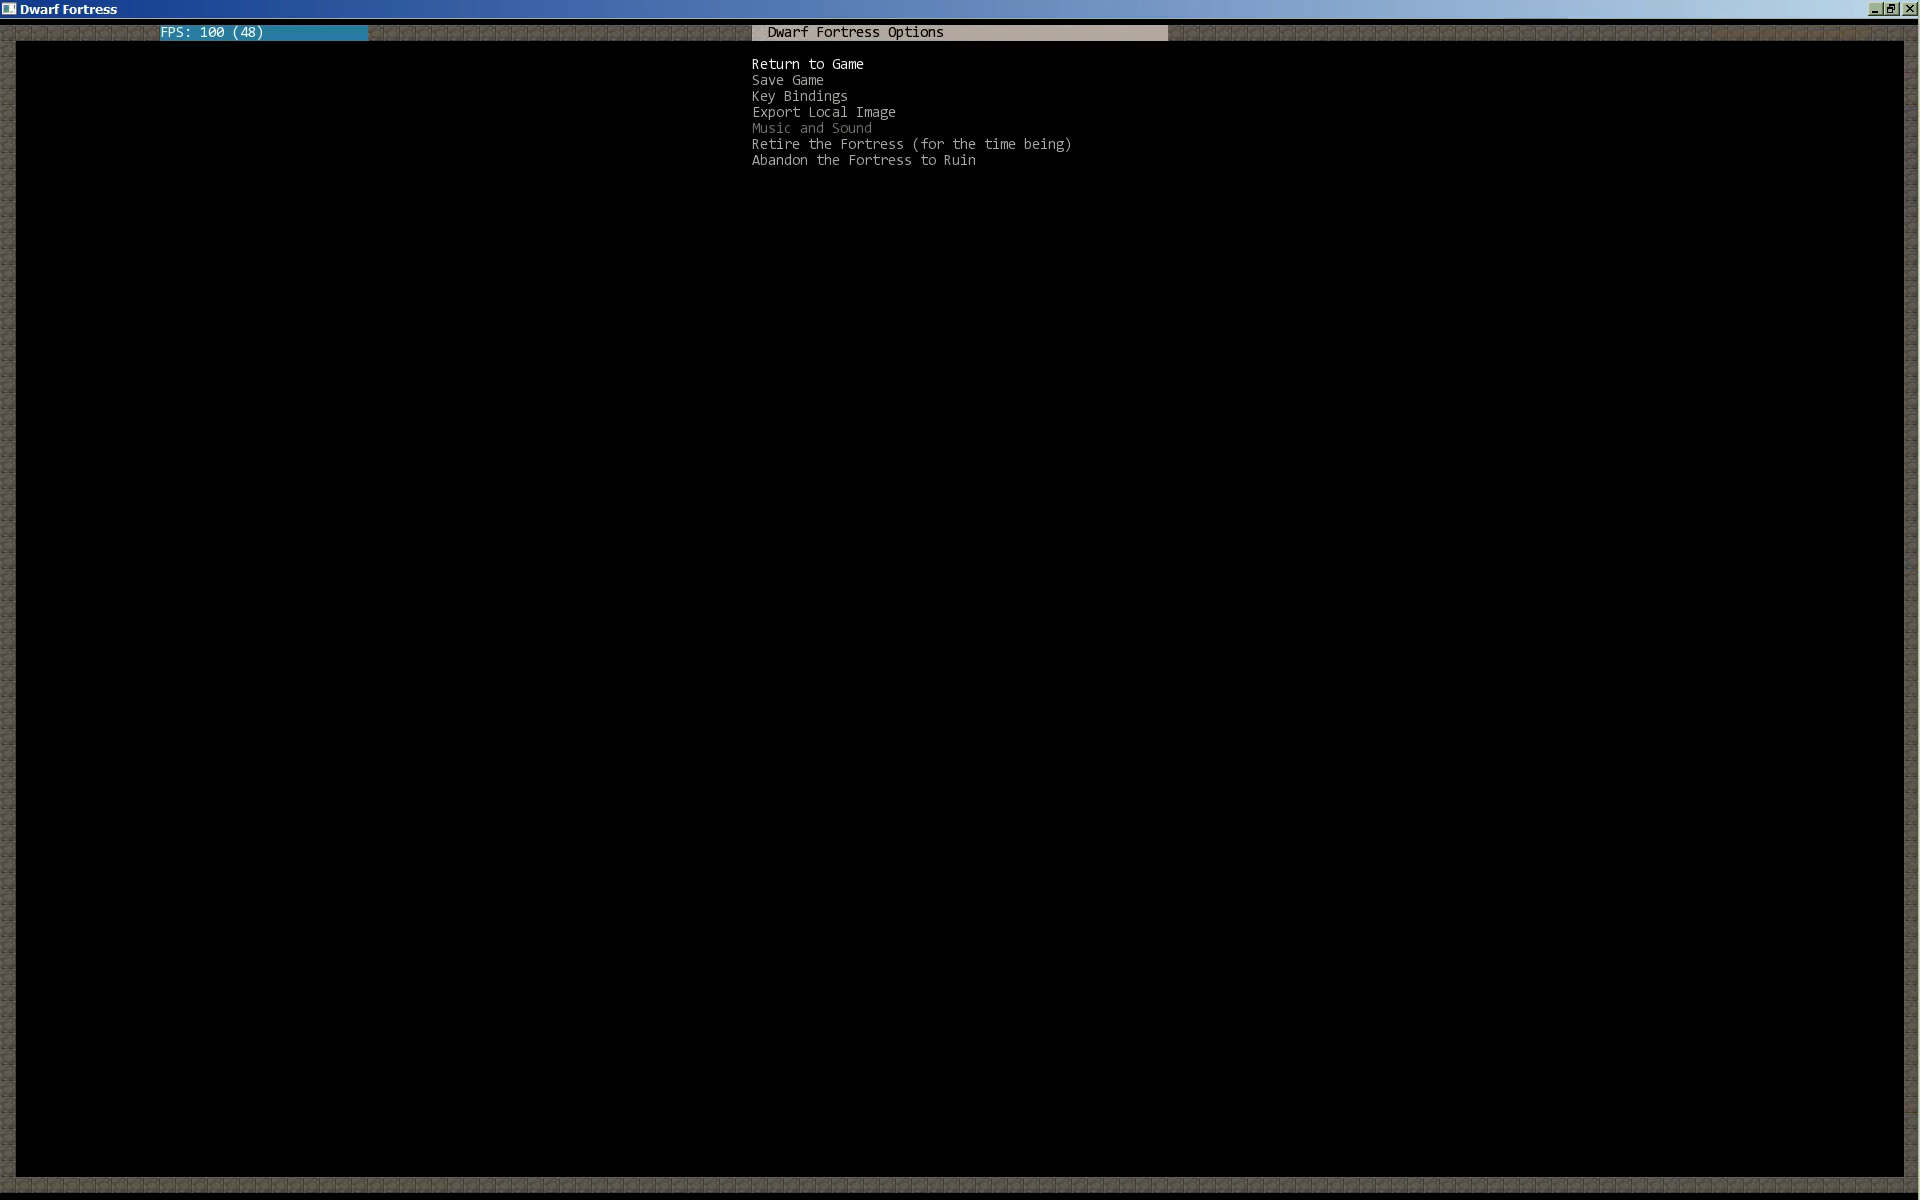 Dwarf Fortress
FPS: 100 (48)
Dwarf Fortress Options
Return to Game
Save Game
Key Bindings
Export Local Image
Music and Sound
Retire the Fortress (for the time being)
Abandon the Fortress to Ruin